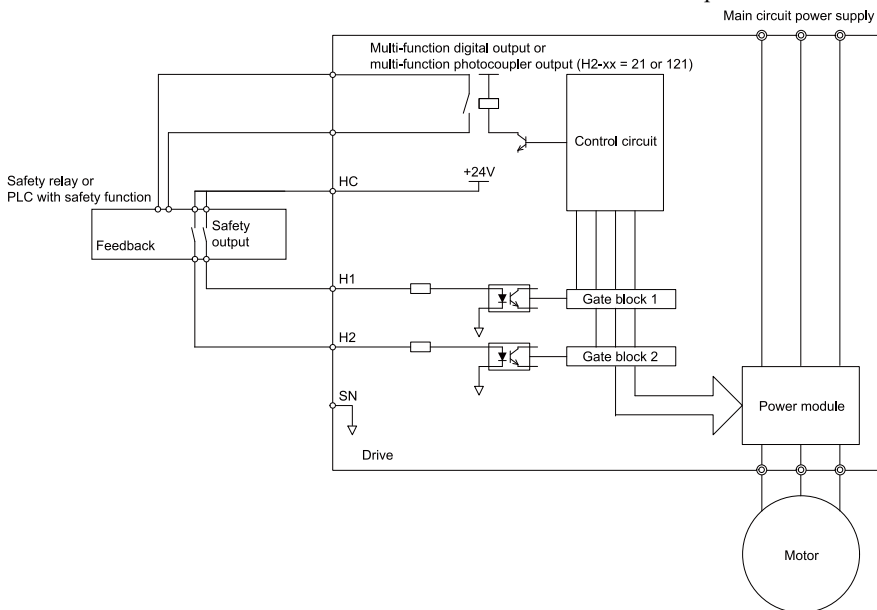 Main circuit power supply
Multi-function digital output or
multi-function photocoupler output (H2-xx = 21 or 121)
Control circuit
+24V
Safety relay or
PLC with safety function
HC
Safety
output
Feedback
H1
Gate block 1
H2
Gate block 2
SN
Power module
Drive
Motor